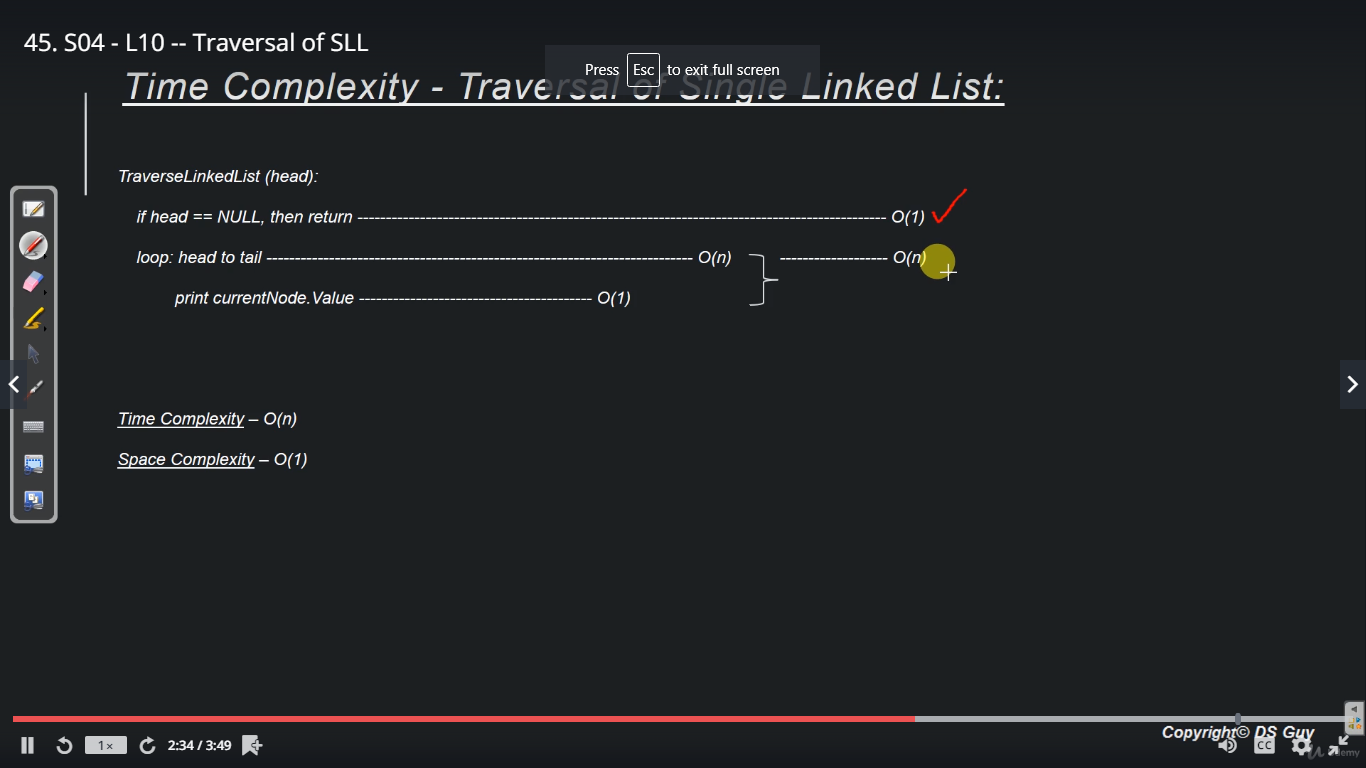 45. S04 - L10 -- Traversal of SLL
Press Esc to exit full screen
Time Complexity - Traversal of Single Linked List:
TraverseLinkedList (head):
if head == NULL, then return ------------------------------------------------------------------------------------------- O(1)
loop: head to tail ------------------------------------------------------------------------- O(n) ------------------- O(n)
print currentNode.Value ---------------------------------------- O(1)
Time Complexity – O(n)
Space Complexity – O(1)
Copyright© DS Guy
1× 2:34 / 3:49 CC